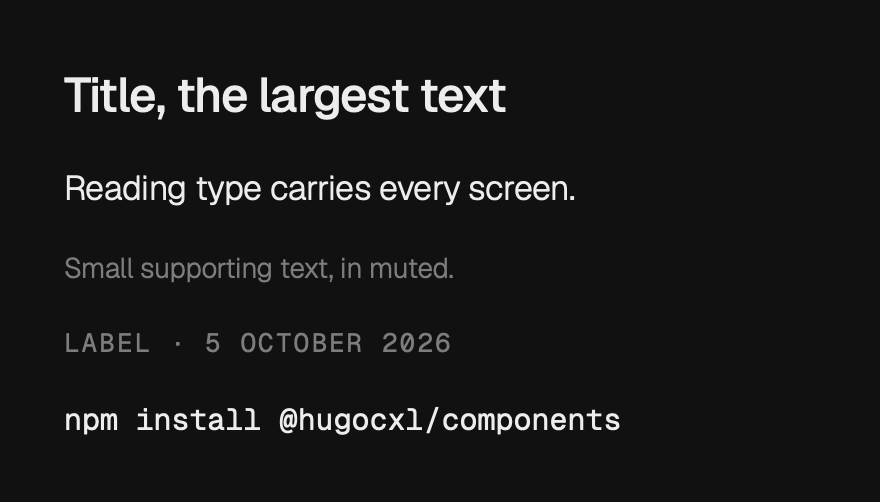 Title, the largest text
Reading type carries every screen.
Small supporting text, in muted.
LABEL · 5 OCTOBER 2026
npm install @hugocxl/components